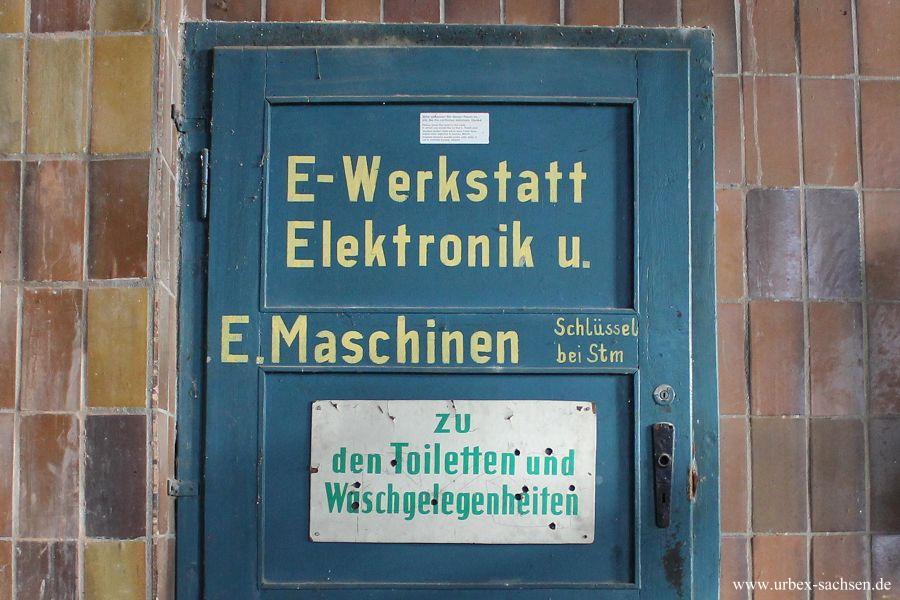 E-Werkstatt
Elektronik u.
E. Maschinen
Schlüssel
bei Stm
zu
den Toiletten und
Waschgelegenheiten
www.urbex-sachsen.de